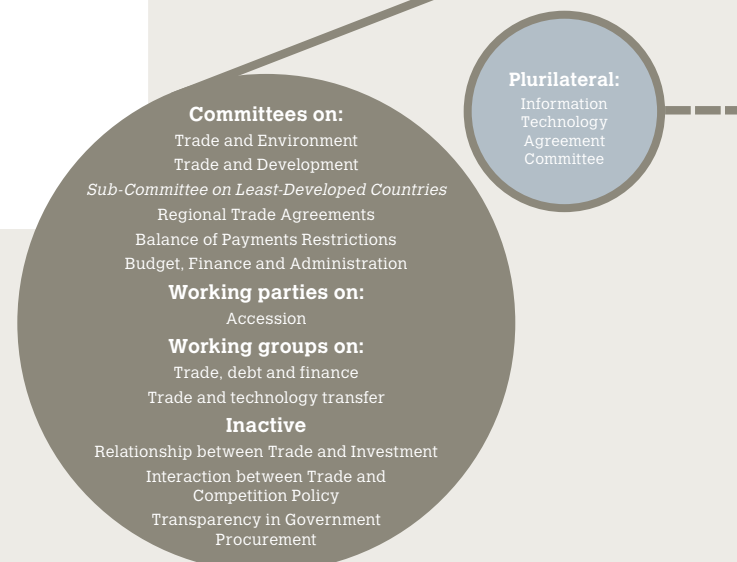 Committees on:
Trade and Environment
Trade and Development
Sub-Committee on Least-Developed Countries
Regional Trade Agreements
Balance of Payments Restrictions
Budget, Finance and Administration
Working parties on:
Accession
Working groups on:
Trade, debt and finance
Trade and technology transfer
Inactive
Relationship between Trade and Investment
Interaction between Trade and
Competition Policy
Transparency in Government
Procurement
Plurilateral:
Information
Technology
Agreement
Committee